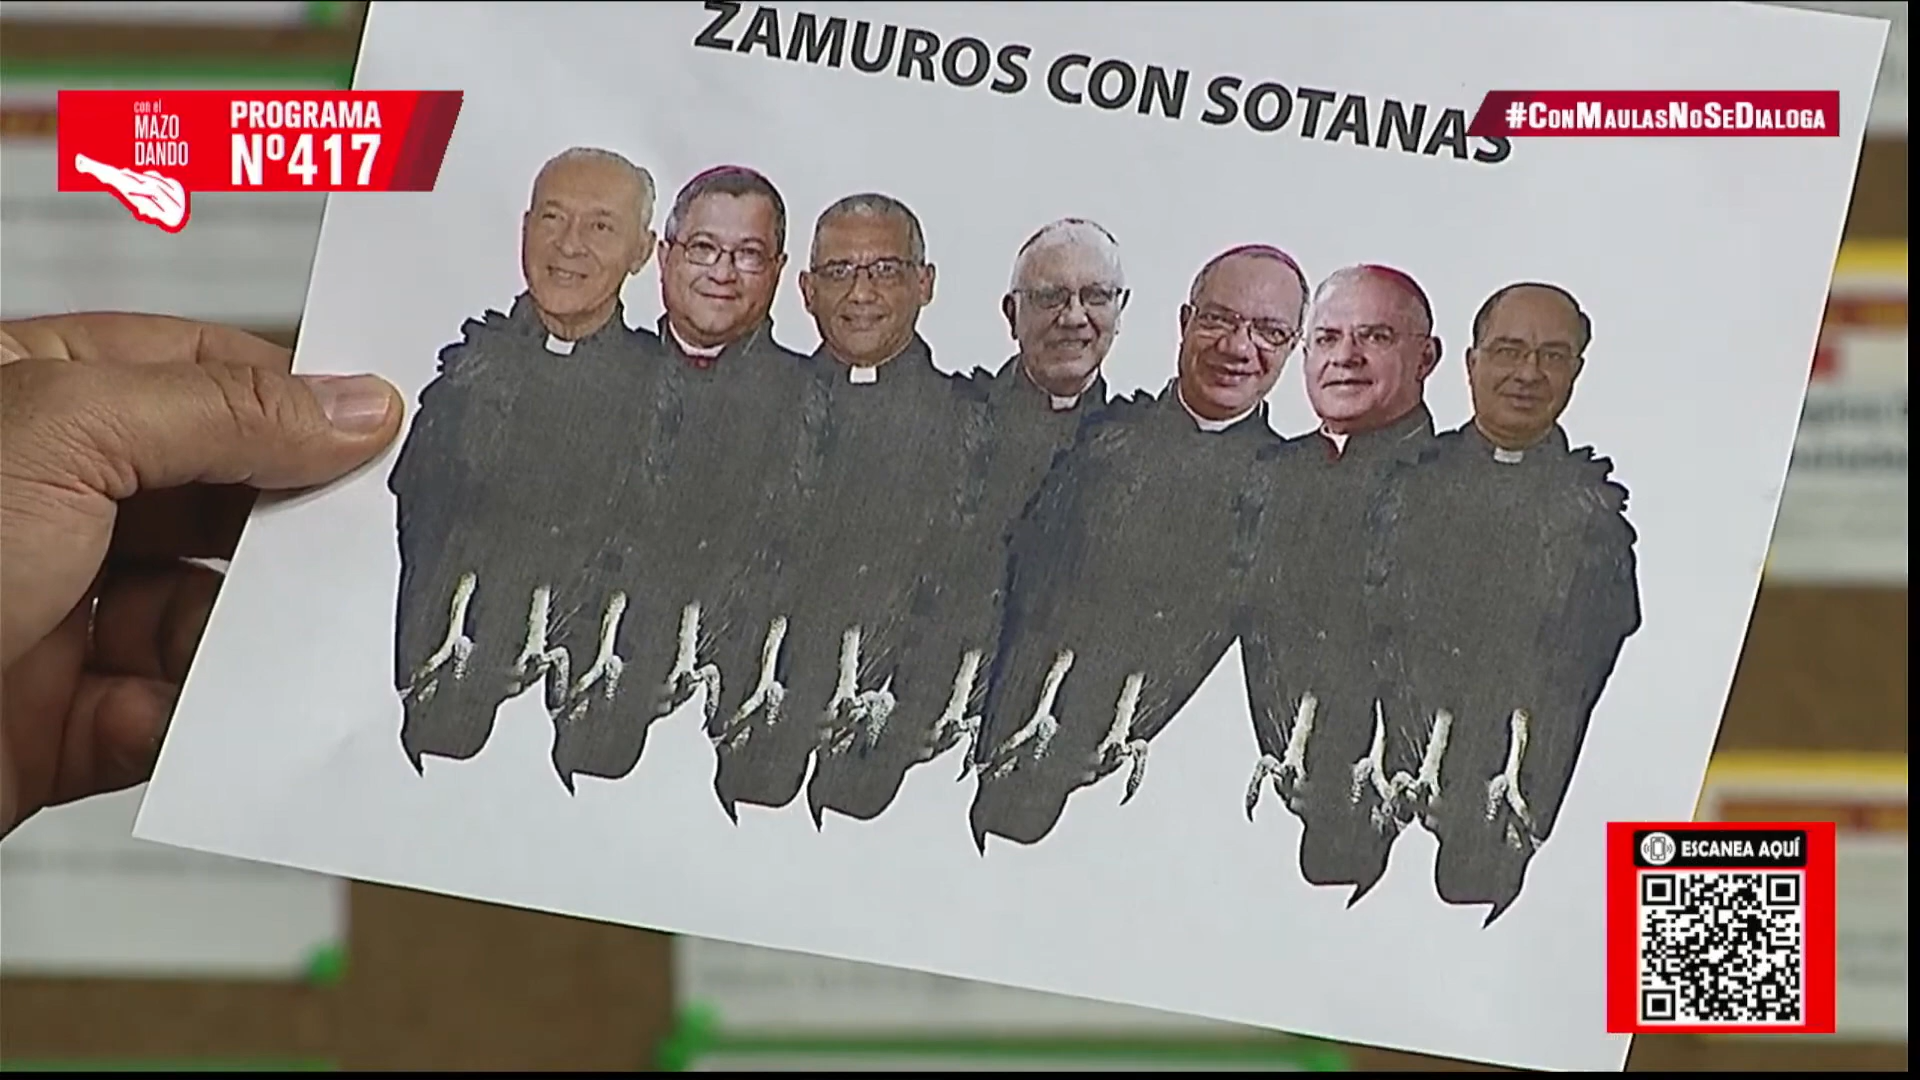 ZAMUROS CON SOTANAS
con el
MAZO
DANDO
PROGRAMA
Nº417
#CONMAULASNOSEDIALOGA
ESCANEA AQUÍ